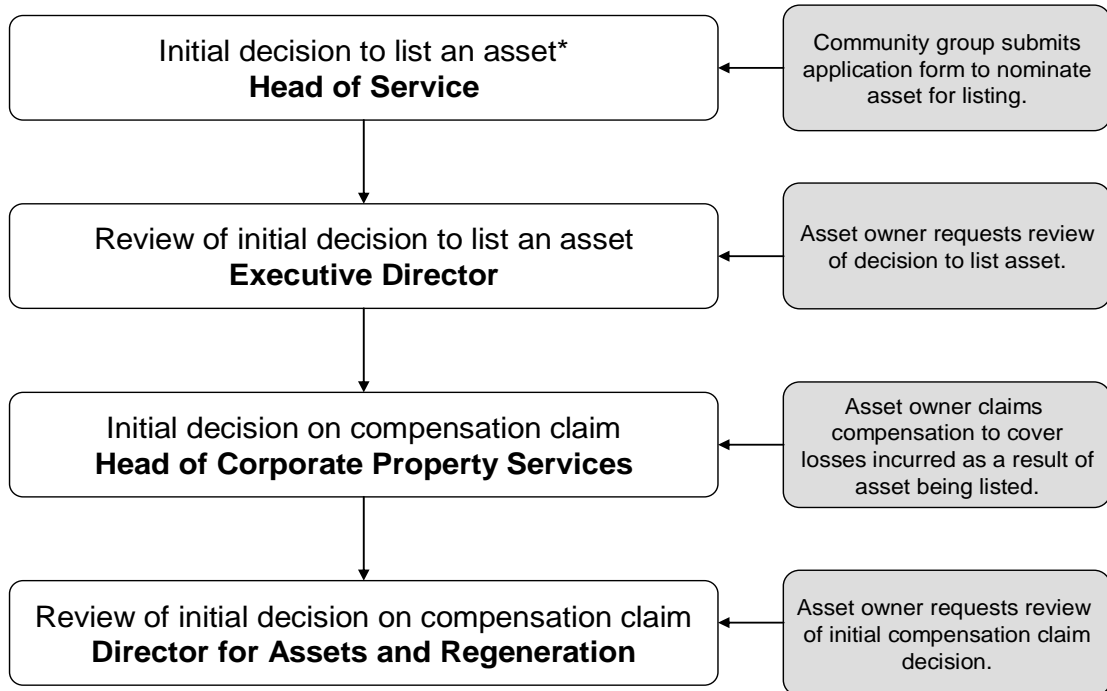 Initial decision to list an asset*
Head of Service
Community group submits
application form to nominate
asset for listing.
Review of initial decision to list an asset
Executive Director
Asset owner requests review
of decision to list asset.
Initial decision on compensation claim
Head of Corporate Property Services
Asset owner claims
compensation to cover
losses incurred as a result of
asset being listed.
Review of initial decision on compensation claim
Director for Assets and Regeneration
Asset owner requests review
of initial compensation claim
decision.